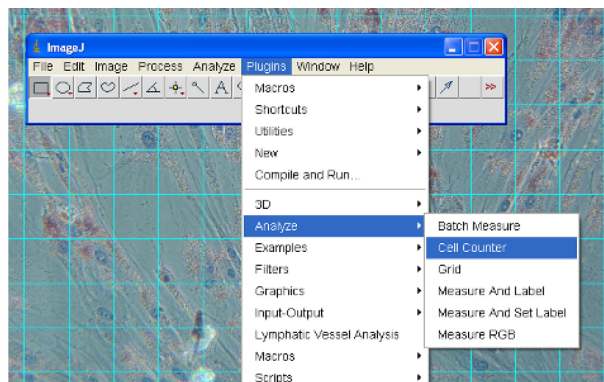 ImageJ
File Edit Image Process Analyze Plugins Window Help
A >>
Macros
Shortcuts
Utilities
New
Compile and Run...
3D
Analyze
Batch Measure
Examples
Cell Counter
Filters
Grid
Graphics
Measure And Label
Input-Output
Measure And Set Label
Lymphatic Vessel Analysis
Measure RGB
Macros
Scripts